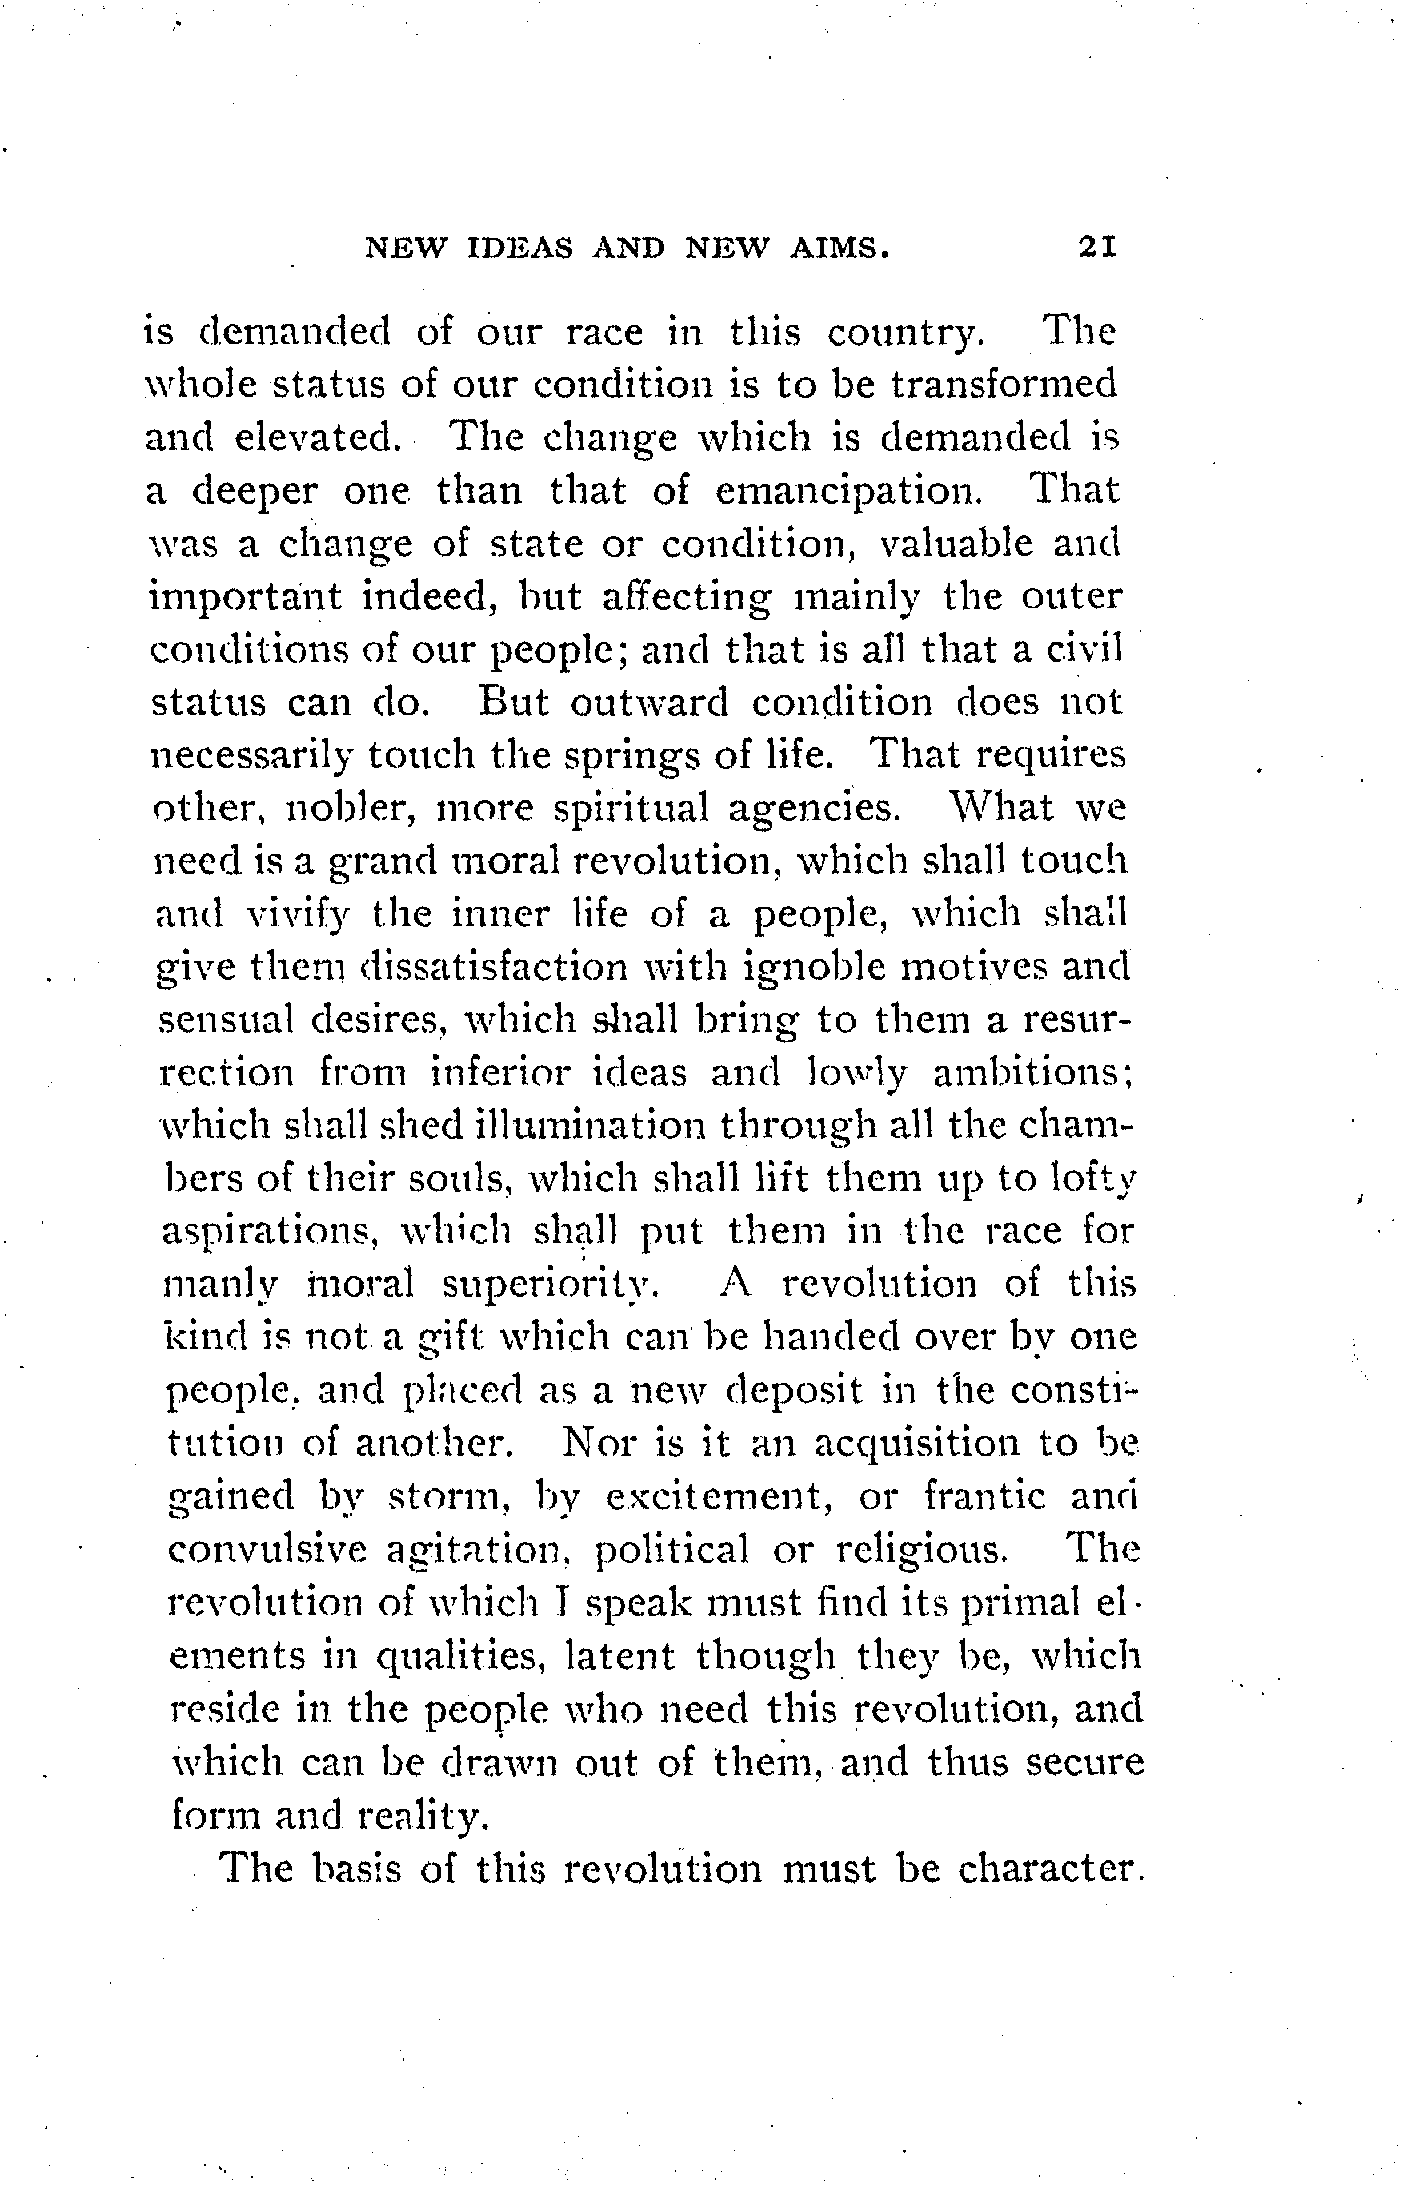 NEW IDEAS AND NEW AIMS. 21
is demanded of our race in this country. The
whole status of our condition is to be transformed
and elevated. The change which is demanded is
a deeper one than that of emancipation. That
was a change of state or condition, valuable and
important indeed, but affecting mainly the outer
conditions of our people; and that is all that a civil
status can do. But outward condition does not
necessarily touch the springs of life. That requires
other, nobler, more spiritual agencies. What we
need is a grand moral revolution, which shall touch
and vivify the inner life of a people, which shall
give them dissatisfaction with ignoble motives and
sensual desires, which shall bring to them a resur-
rection from inferior ideas and lowly ambitions;
which shall shed illumination through all the cham-
bers of their souls, which shall lift them up to lofty
aspirations, which shall put them in the race for
manly moral superiority. A revolution of this
kind is not a gift which can be handed over by one
people, and placed as a new deposit in the consti-
tution of another. Nor is it an acquisition to be
gained by storm, by excitement, or frantic and
convulsive agitation, political or religious. The
revolution of which I speak must find its primal el-
ements in qualities, latent though they be, which
reside in the people who need this revolution, and
which can be drawn out of them, and thus secure
form and reality.
The basis of this revolution must be character.